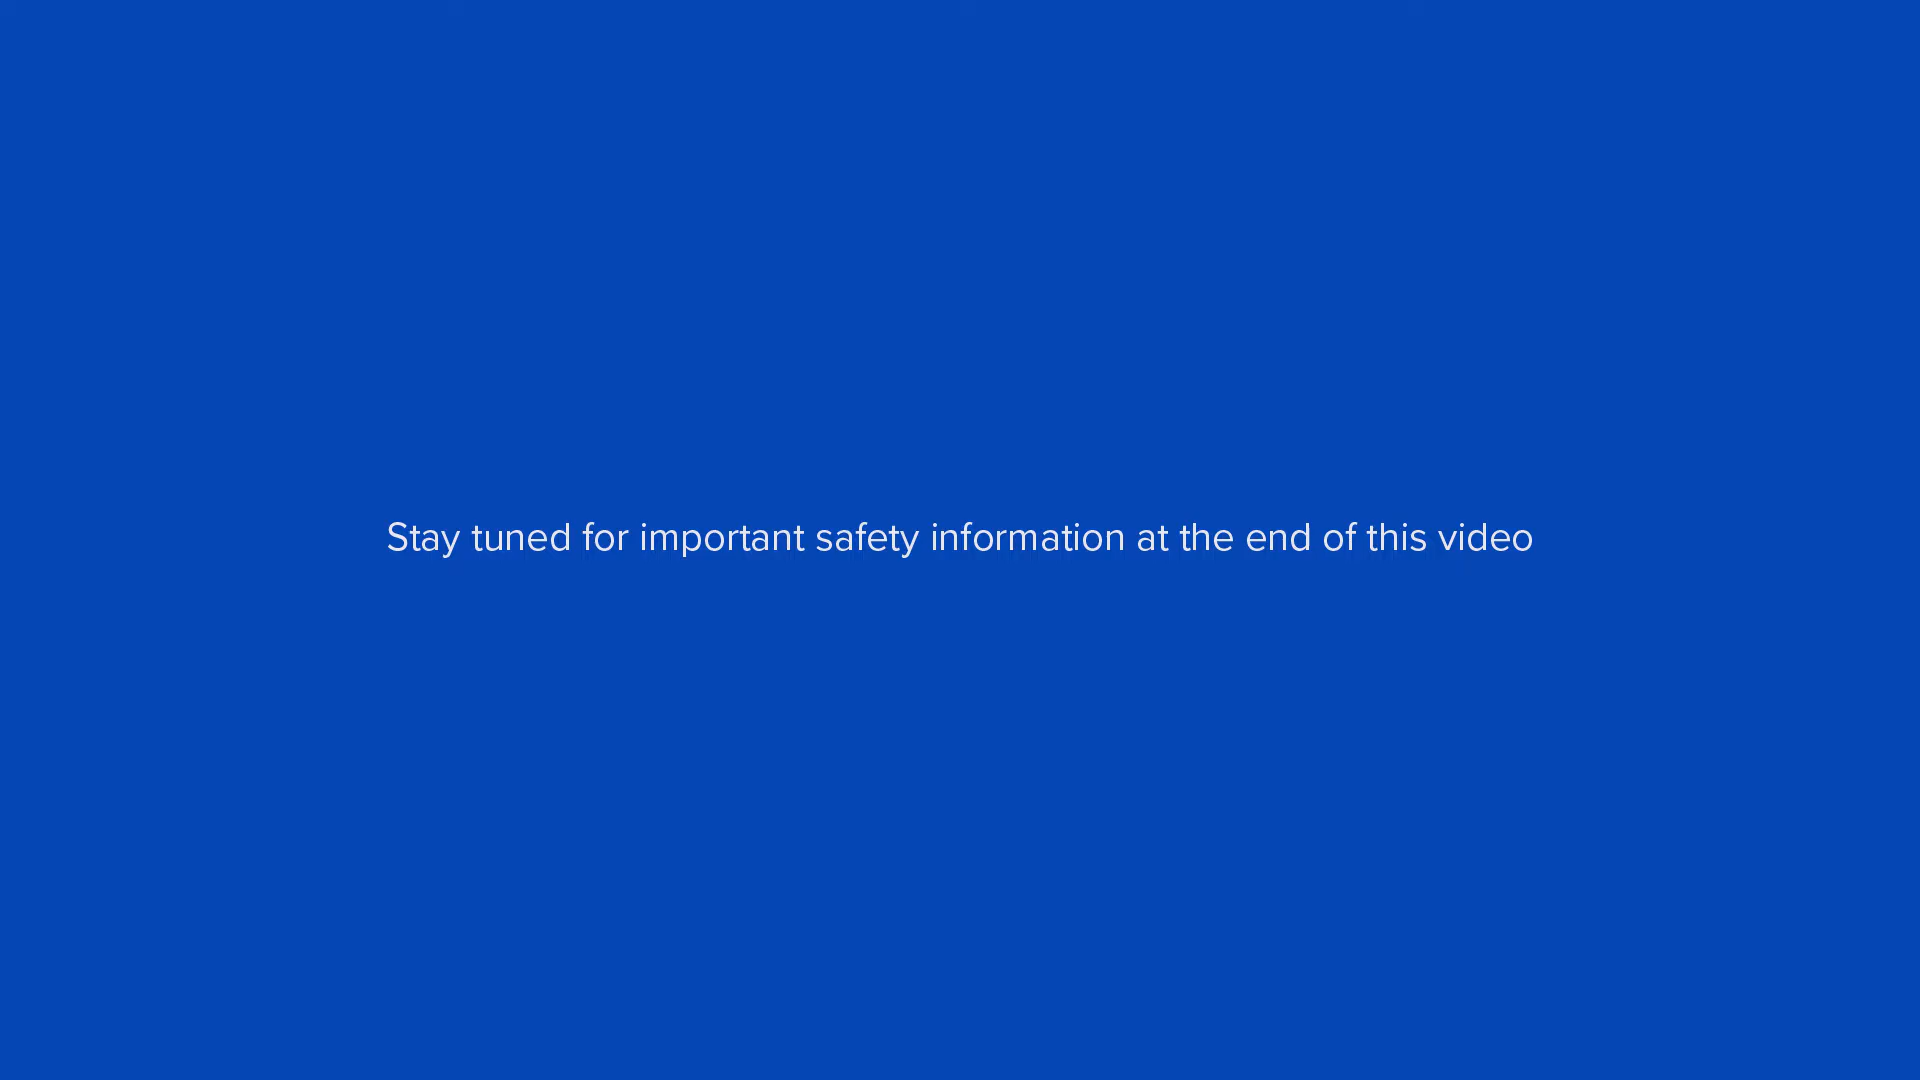 Stay tuned for important safety information at the end of this video